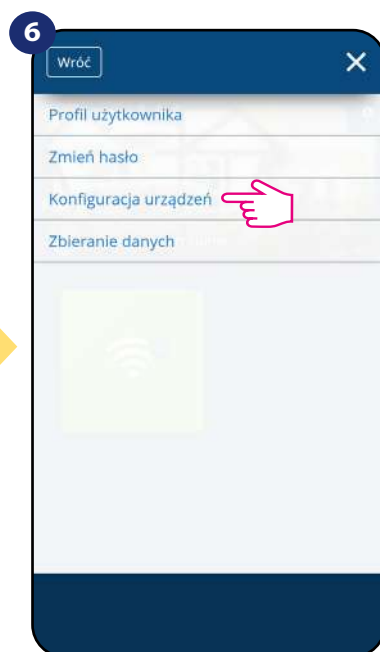 6
Wróć
Profil użytkownika
Zmień hasło
Konfiguracja urządzeń
Zbieranie danych